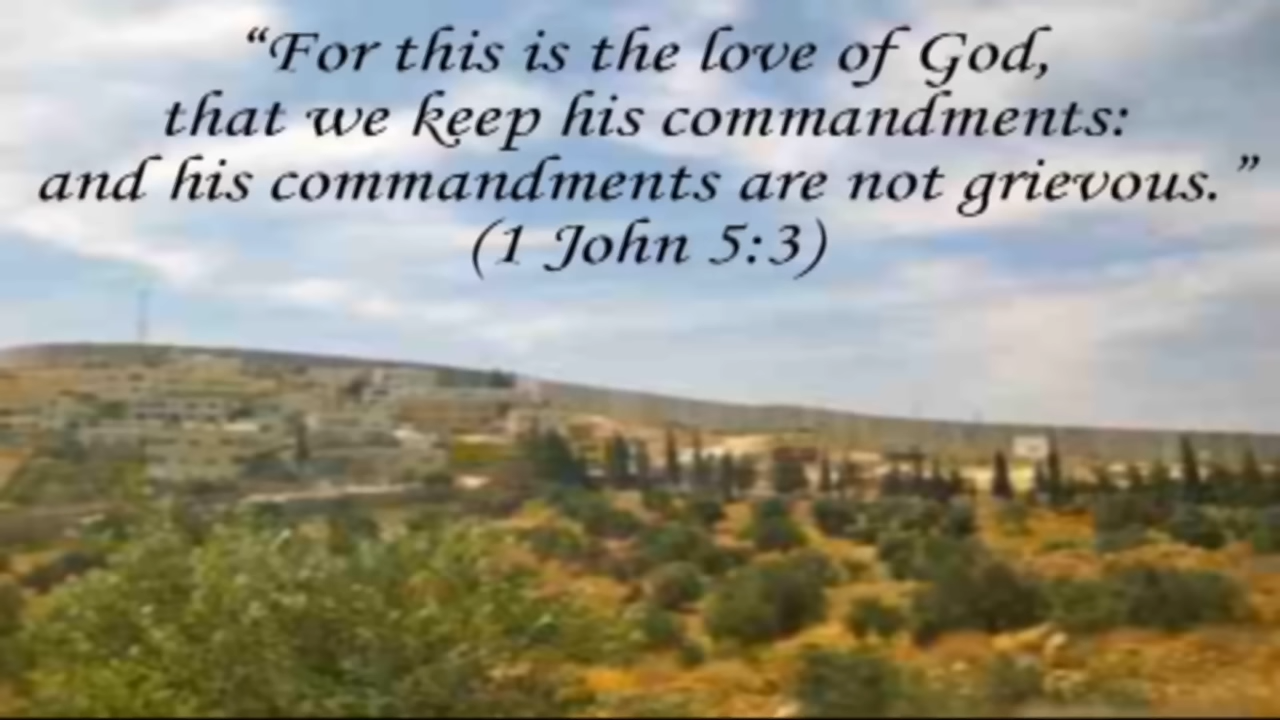 “For this is the love of God,
that we keep his commandments:
and his commandments are not grievous.”
(1 John 5:3)